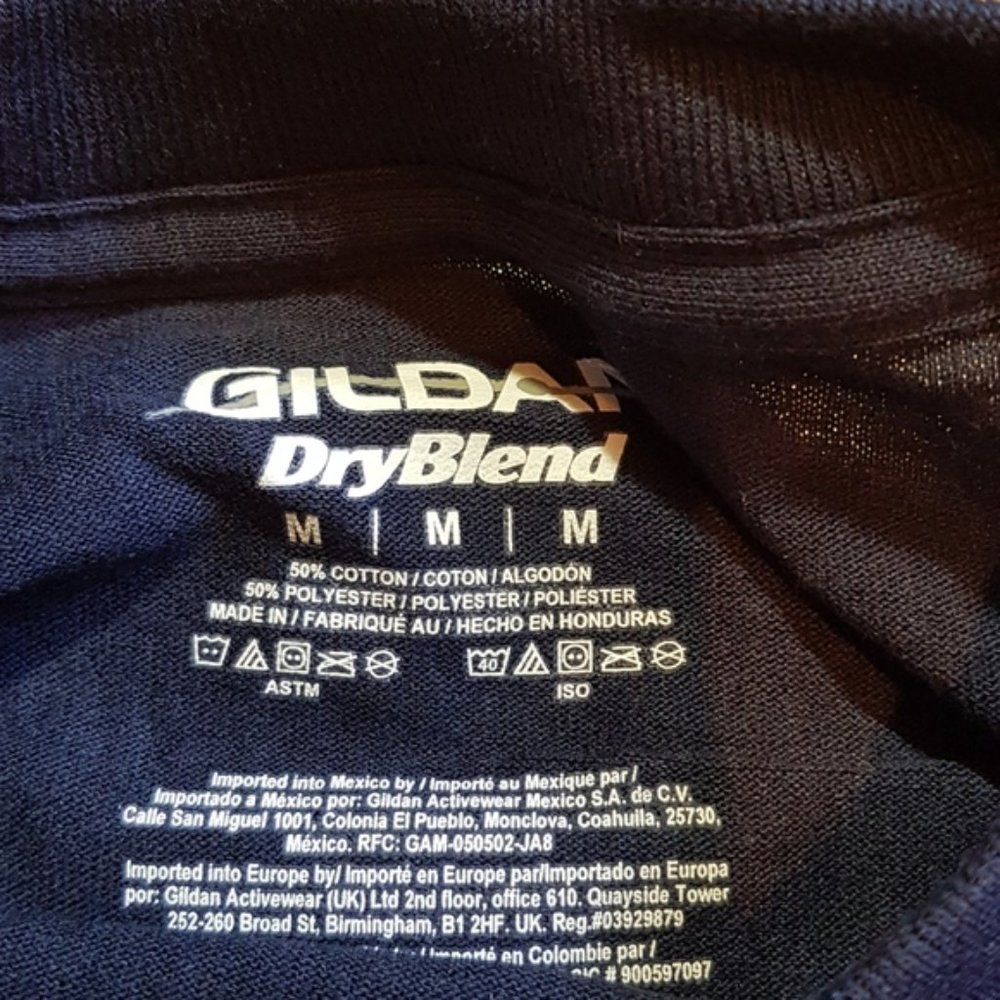 GILDAN
DryBlend
M | M | M
50% COTTON / COTON / ALGODÓN
50% POLYESTER / POLYESTER / POLIÉSTER
MADE IN / FABRIQUÉ AU / HECHO EN HONDURAS
40
ASTM ISO
Imported into Mexico by / Importé au Mexique par /
Importado a México por: Gildan Activewear Mexico S.A. de C.V.
Calle San Miguel 1001, Colonia El Pueblo, Monclova, Coahuila, 25730,
México. RFC: GAM-050502-JA8
Imported into Europe by/ Importé en Europe par/Importado en Europa
por: Gildan Activewear (UK) Ltd 2nd floor, office 610. Quayside Tower
252-260 Broad St, Birmingham, B1 2HF. UK. Reg.#03929879
Importé en Colombie par /
# 900597097